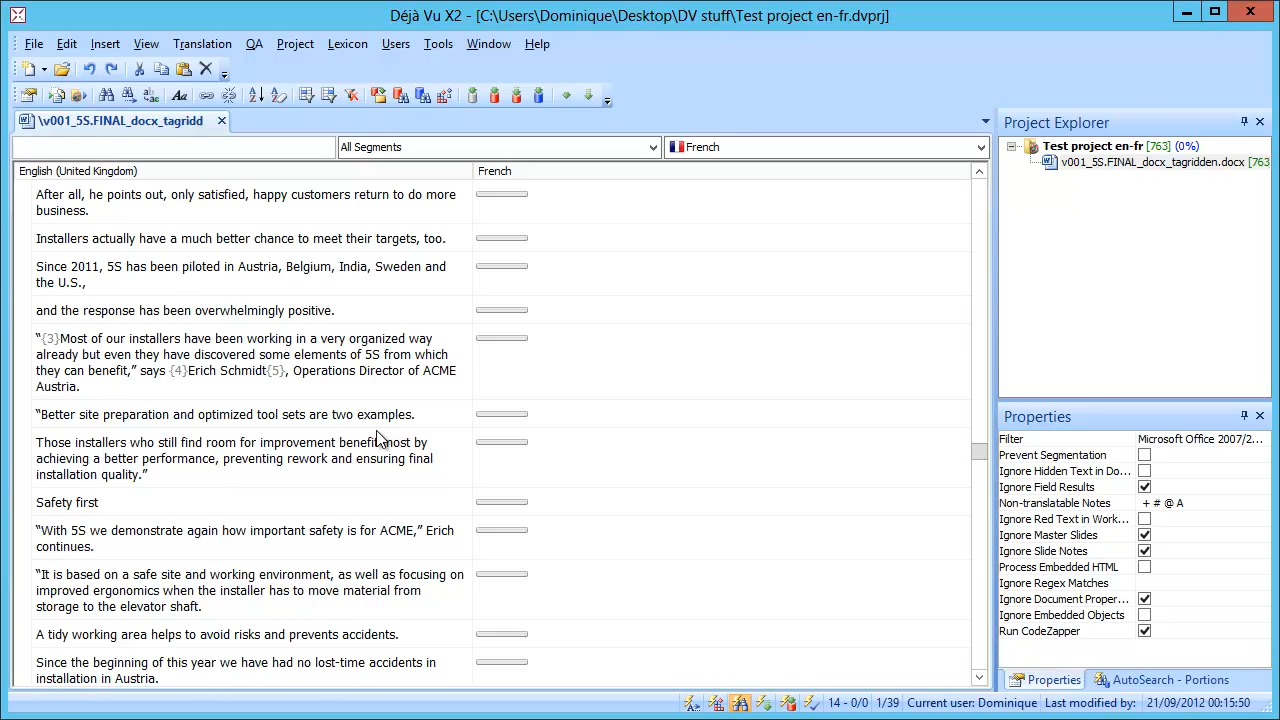 Déjà Vu X2 - [C:\Users\Dominique\Desktop\DV stuff\Test project en-fr.dvprj]
File Edit Insert View Translation QA Project Lexicon Users Tools Window Help
\v001_5S.FINAL_docx_tagridd
All Segments
French
English (United Kingdom)
French
After all, he points out, only satisfied, happy customers return to do more
business.
Installers actually have a much better chance to meet their targets, too.
Since 2011, 5S has been piloted in Austria, Belgium, India, Sweden and
the U.S.,
and the response has been overwhelmingly positive.
“{3}Most of our installers have been working in a very organized way
already but even they have discovered some elements of 5S from which
they can benefit,” says {4}Erich Schmidt{5}, Operations Director of ACME
Austria.
“Better site preparation and optimized tool sets are two examples.
Those installers who still find room for improvement benefit most by
achieving a better performance, preventing rework and ensuring final
installation quality.”
Safety first
“With 5S we demonstrate again how important safety is for ACME,” Erich
continues.
“It is based on a safe site and working environment, as well as focusing on
improved ergonomics when the installer has to move material from
storage to the elevator shaft.
A tidy working area helps to avoid risks and prevents accidents.
Since the beginning of this year we have had no lost-time accidents in
installation in Austria.
Project Explorer
Test project en-fr [763] (0%)
v001_5S.FINAL_docx_tagridden.docx [763
Properties
Filter Microsoft Office 2007/2...
Prevent Segmentation
Ignore Hidden Text in Do...
Ignore Field Results
Non-translatable Notes + # @ A
Ignore Red Text in Work...
Ignore Master Slides
Ignore Slide Notes
Process Embedded HTML
Ignore Regex Matches
Ignore Document Proper...
Ignore Embedded Objects
Run CodeZapper
Properties AutoSearch - Portions
14 - 0/0 1/39 Current user: Dominique Last modified by: 21/09/2012 00:15:50